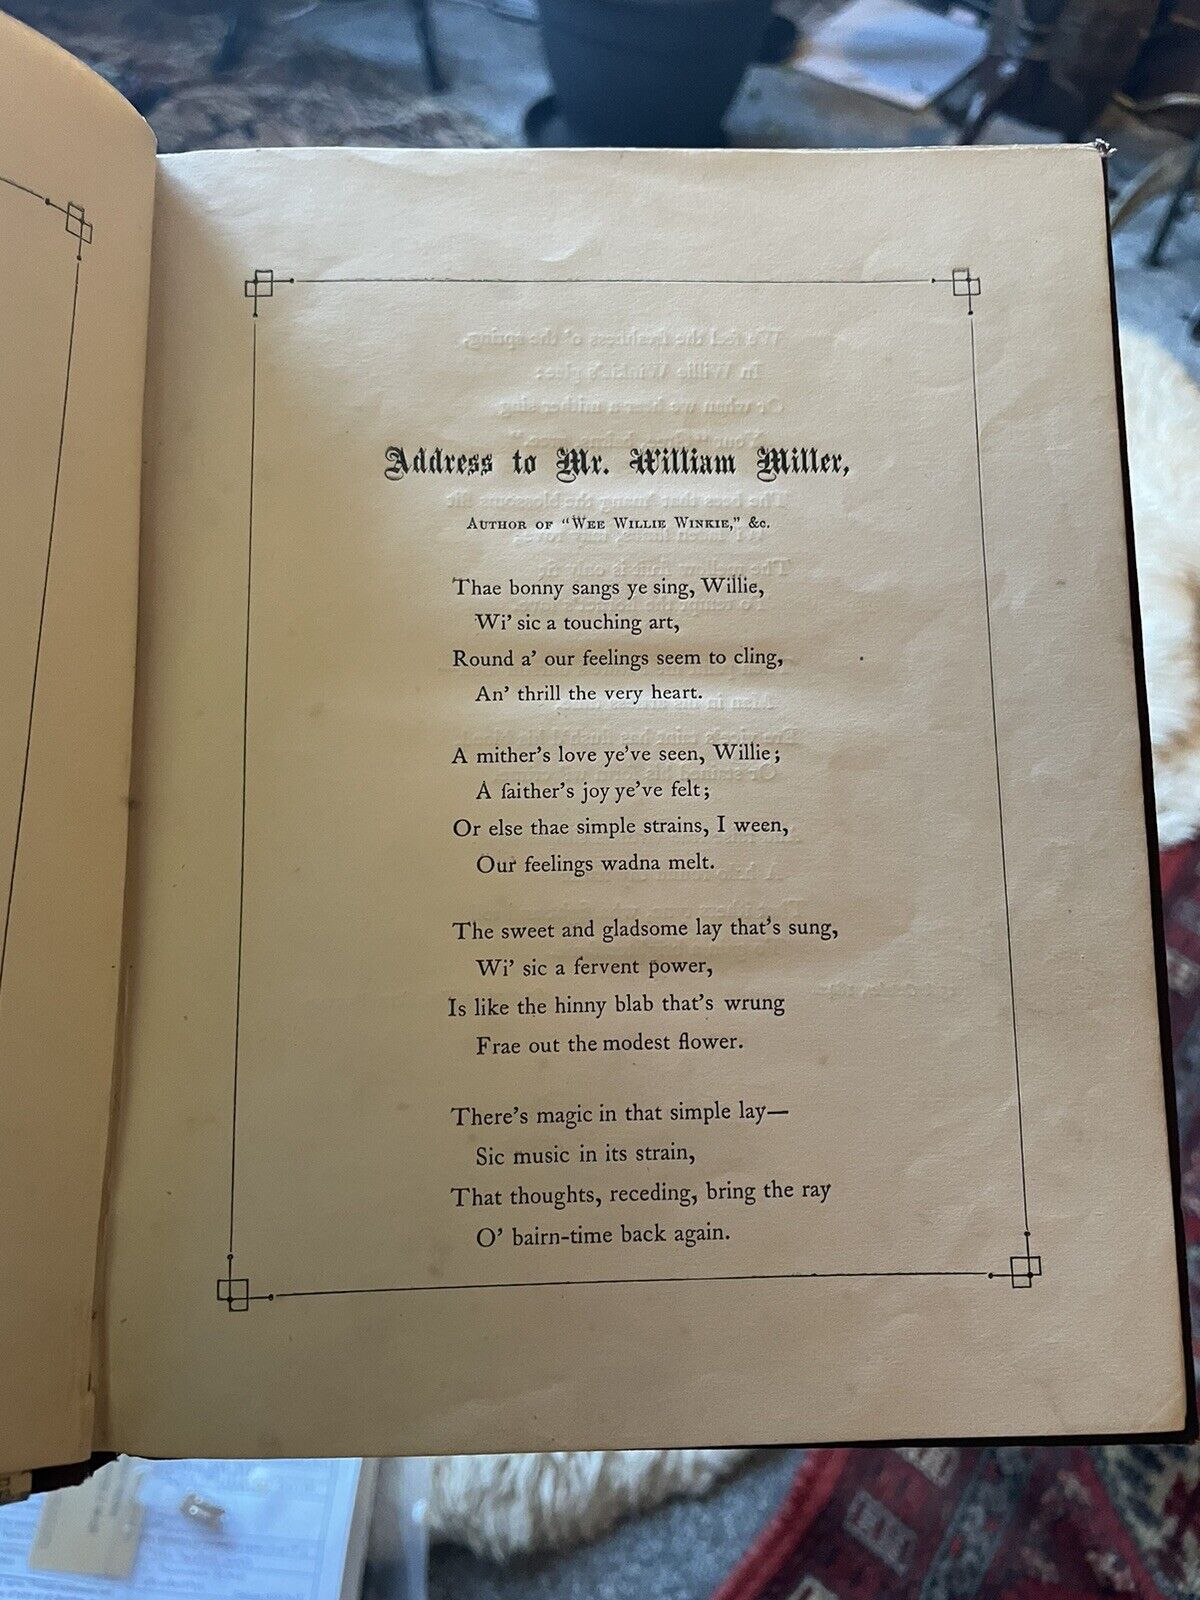 Address to Mr. William Miller,
AUTHOR OF "WEE WILLIE WINKIE," &c.
Thae bonny sangs ye sing, Willie,
Wi' sic a touching art,
Round a' our feelings seem to cling,
An' thrill the very heart.
A mither's love ye've seen, Willie;
A faither's joy ye've felt;
Or else thae simple strains, I ween,
Our feelings wadna melt.
The sweet and gladsome lay that's sung,
Wi' sic a fervent power,
Is like the hinny blab that's wrung
Frae out the modest flower.
There's magic in that simple lay—
Sic music in its strain,
That thoughts, receding, bring the ray
O' bairn-time back again.